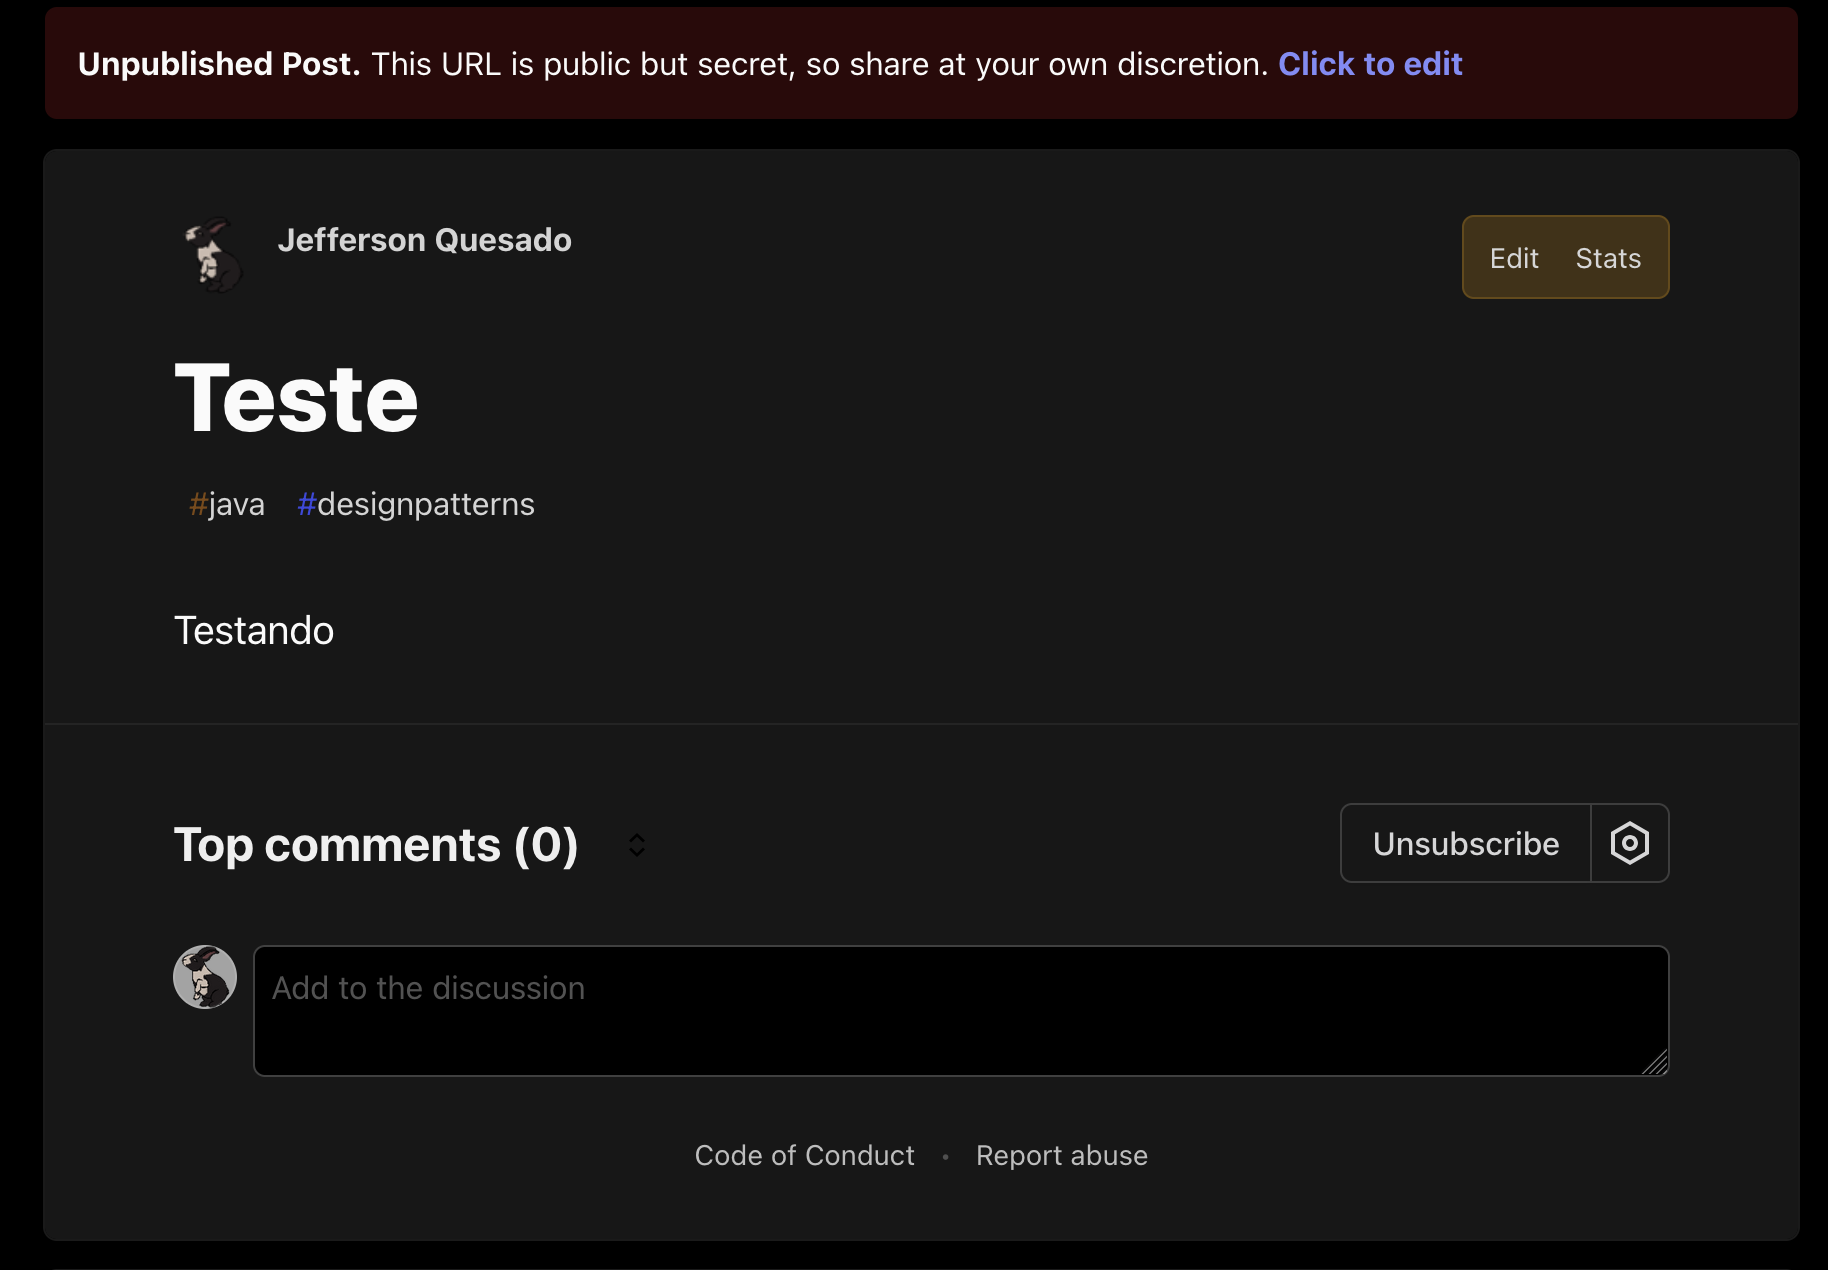 Unpublished Post. This URL is public but secret, so share at your own discretion. Click to edit
Jefferson Quesado
Edit Stats
Teste
#java #designpatterns
Testando
Top comments (0)
Unsubscribe
Add to the discussion
Code of Conduct • Report abuse